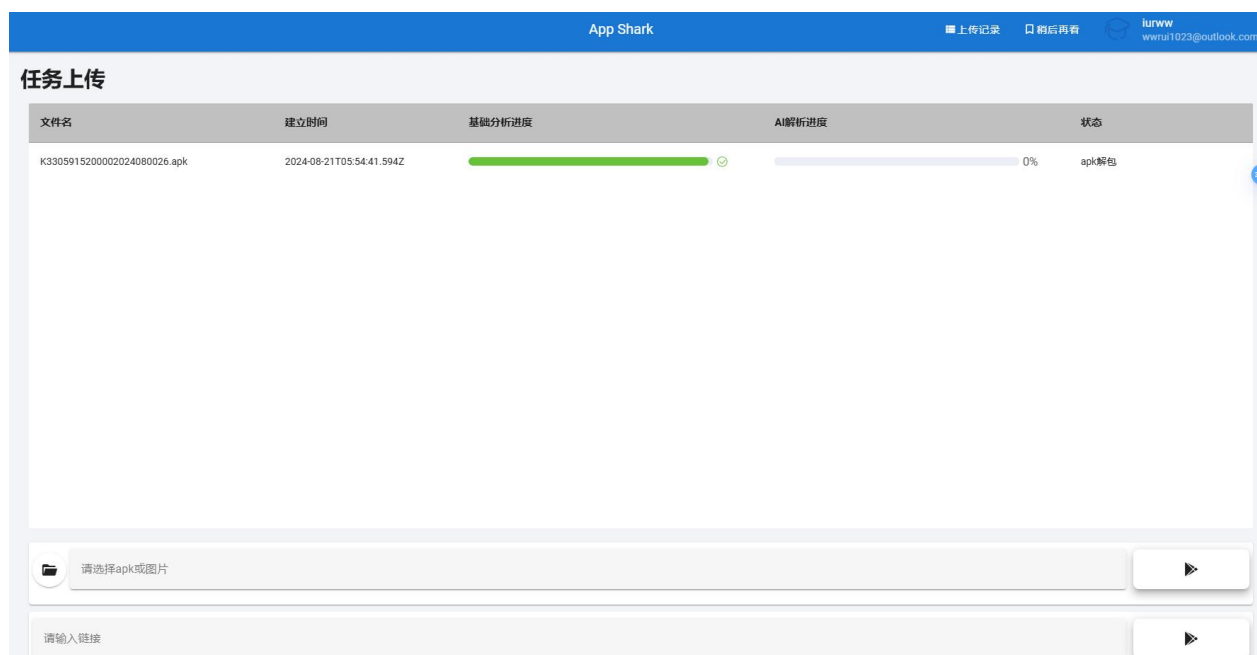 App Shark
上传记录
稍后再看
iurww
wwrui1023@outlook.com
任务上传
文件名 建立时间 基础分析进度 AI解析进度 状态
K3305915200002024080026.apk 2024-08-21T05:54:41.594Z 0% apk解包
请选择apk或图片
请输入链接